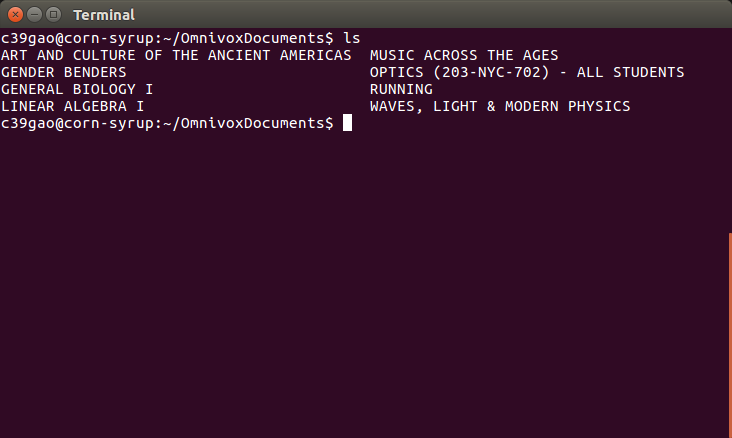 Terminal
c39gao@corn-syrup:~/OmnivoxDocuments$ ls
ART AND CULTURE OF THE ANCIENT AMERICAS  MUSIC ACROSS THE AGES
GENDER BENDERS                           OPTICS (203-NYC-702) - ALL STUDENTS
GENERAL BIOLOGY I                        RUNNING
LINEAR ALGEBRA I                         WAVES, LIGHT & MODERN PHYSICS
c39gao@corn-syrup:~/OmnivoxDocuments$